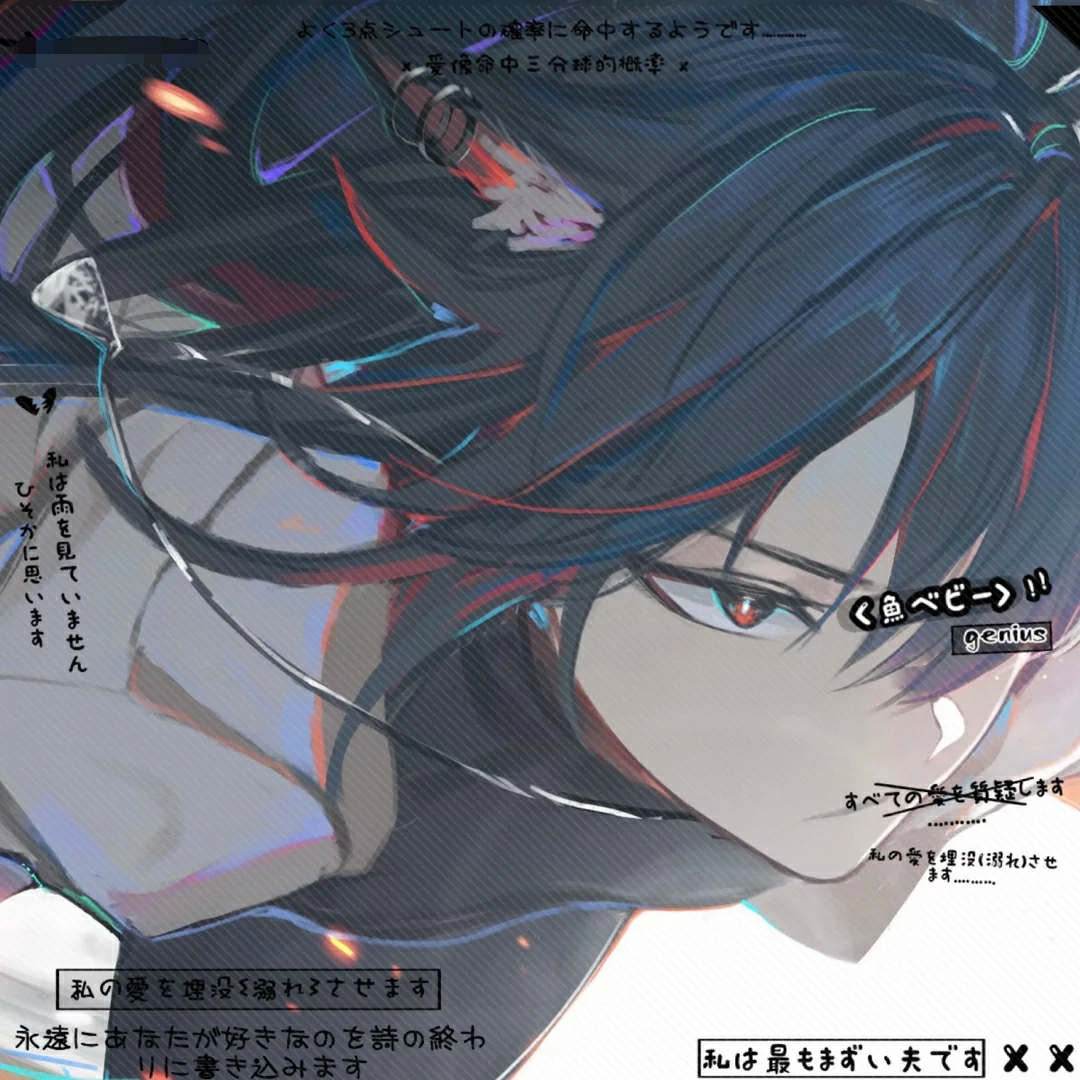 よく3点シュートの確率に命中するようです………
× 愛像命中三分球的概率 ×
私は雨を見ていません
ひそかに思います
<魚ベビー>!!
genius
すべての愛を質疑します
…………
私の愛を埋没(溺れ)させ
ます………
私の愛を埋没{溺れ}させます
永遠にあなたが好きなのを詩の終わ
りに書き込みます
私は最もまずい夫です × ×